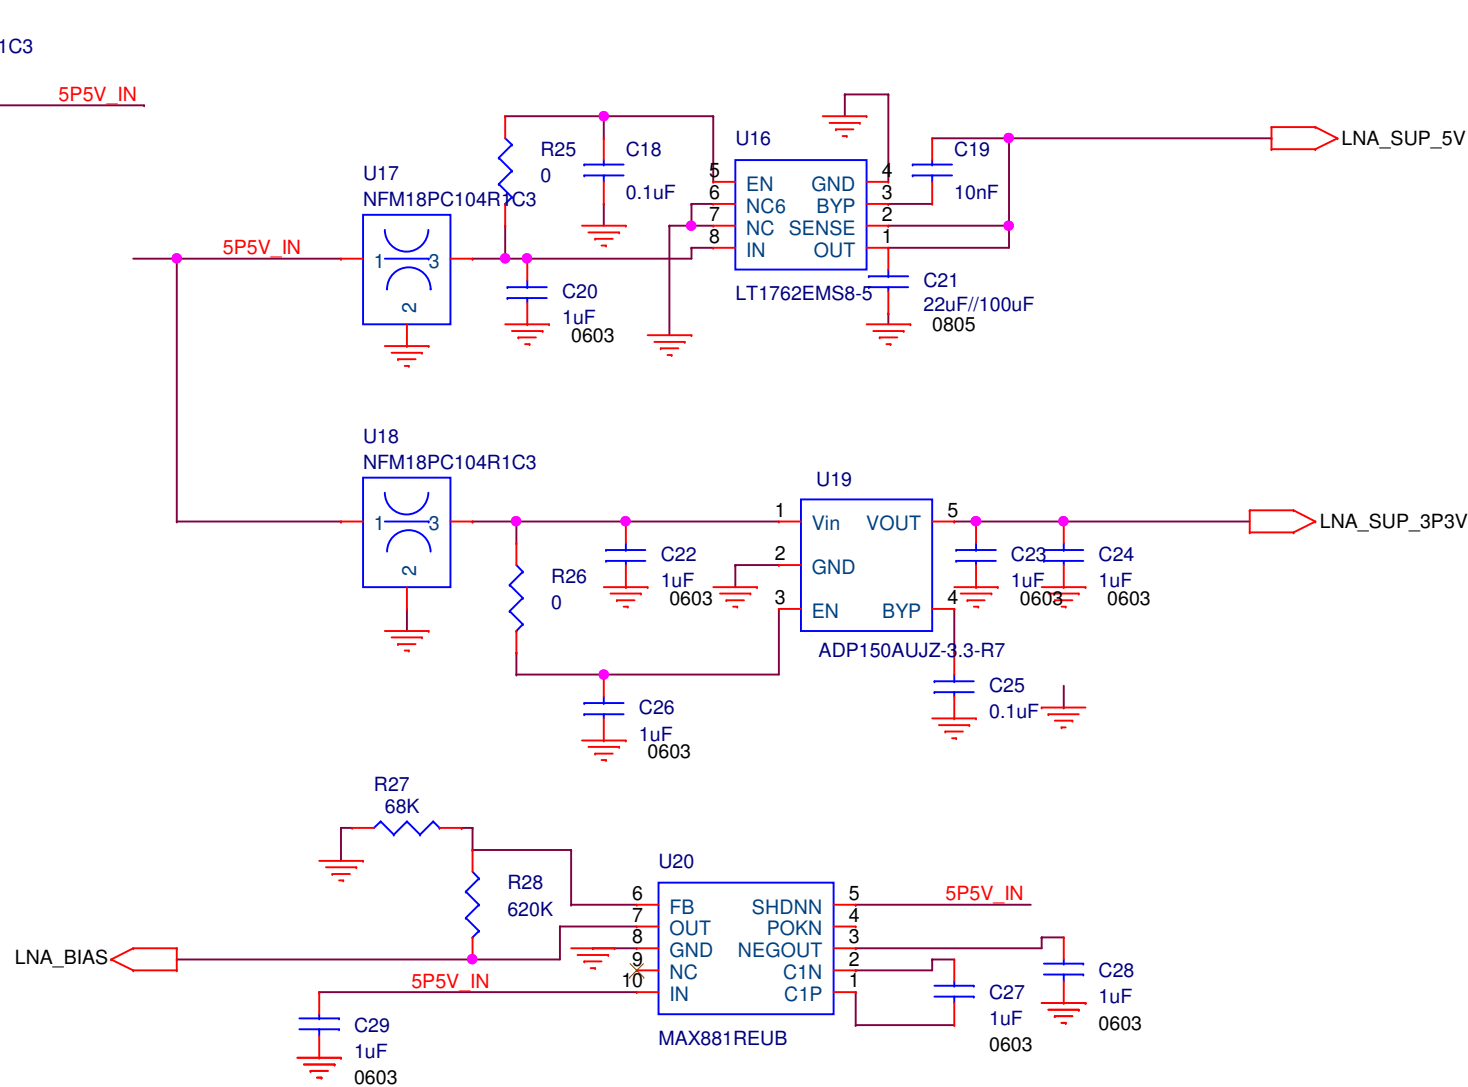 1C3
5P5V_IN
U17
NFM18PC104R1C3
5P5V_IN
1
3
2
R25
0
C18
0.1uF
C20
1uF
0603
U16
5
6
7
8
EN
NC6
NC
IN
GND
BYP
SENSE
OUT
4
3
2
1
LT1762EMS8-5
C19
10nF
C21
22uF//100uF
0805
LNA_SUP_5V
U18
NFM18PC104R1C3
1
3
2
R26
0
C22
1uF
0603
C26
1uF
0603
U19
1
2
3
Vin
GND
EN
VOUT
BYP
5
4
ADP150AUJZ-3.3-R7
C23
1uF
0603
C24
1uF
0603
C25
0.1uF
LNA_SUP_3P3V
R27
68K
R28
620K
LNA_BIAS
5P5V_IN
C29
1uF
0603
U20
6
7
8
9
10
FB
OUT
GND
NC
IN
SHDNN
POKN
NEGOUT
C1N
C1P
5
4
3
2
1
MAX881REUB
5P5V_IN
C27
1uF
0603
C28
1uF
0603